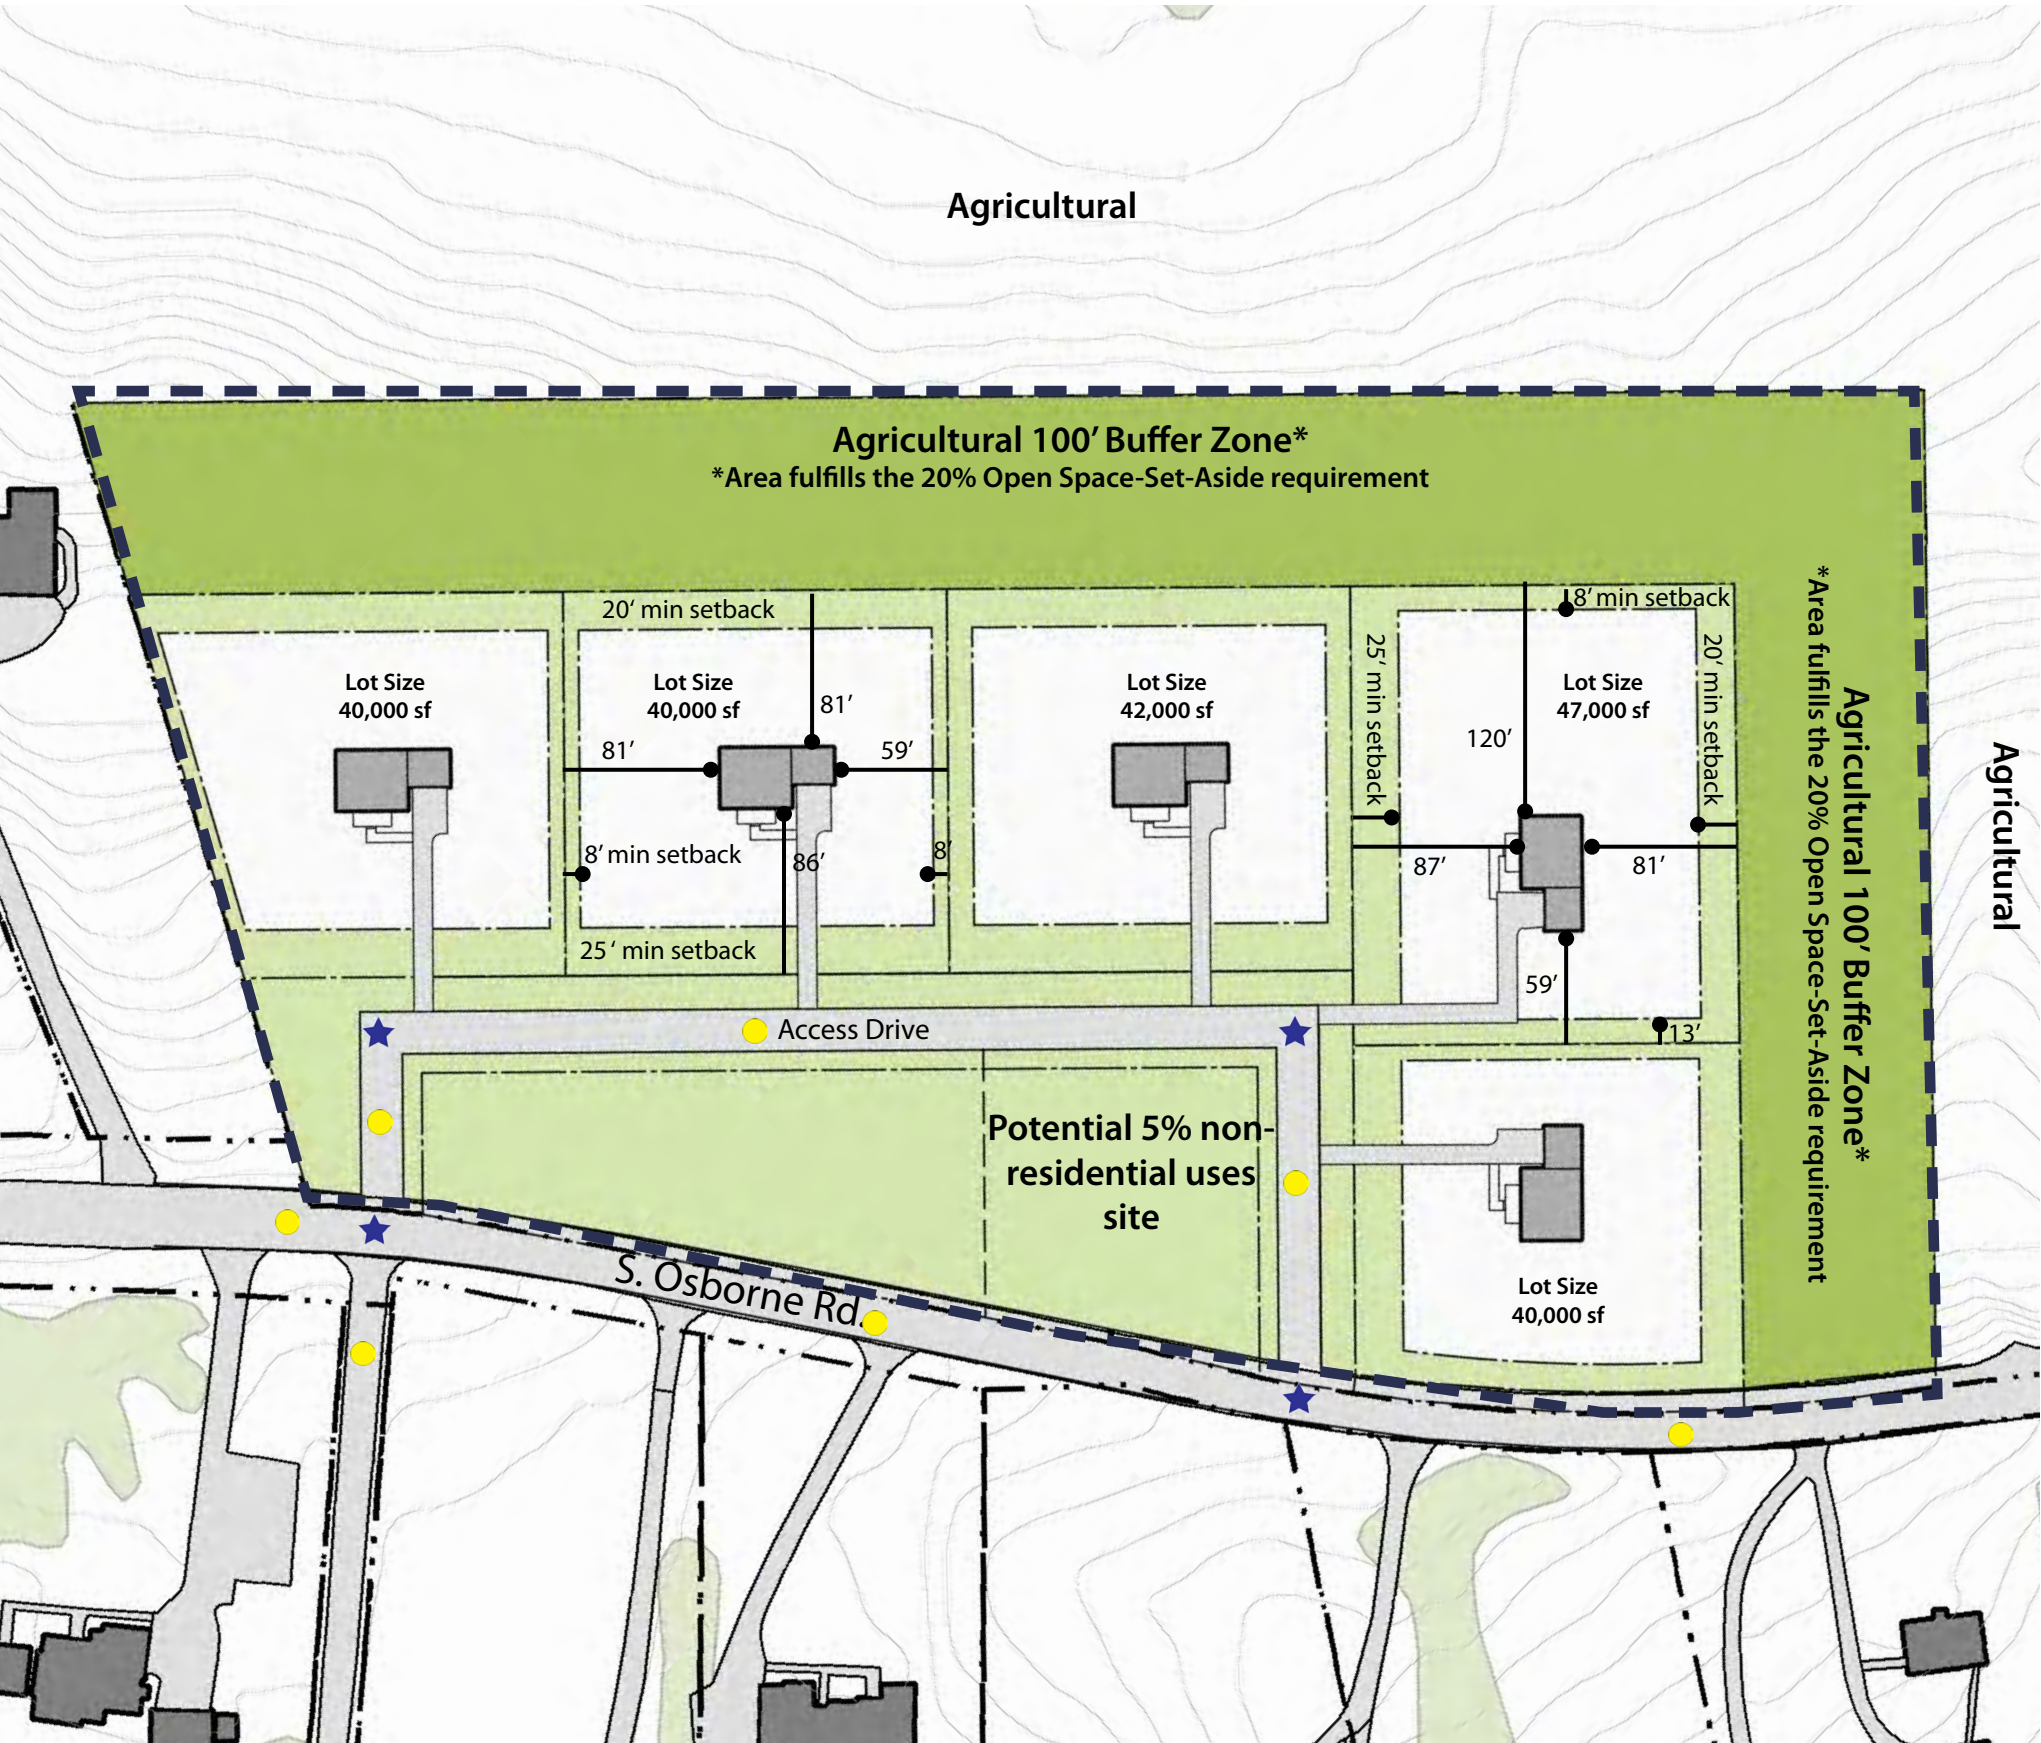 Agricultural
Agricultural 100’ Buffer Zone*
*Area fulfills the 20% Open Space-Set-Aside requirement
20‘ min setback
8’ min setback
Lot Size
40,000 sf
Lot Size
40,000 sf
81’
81’
59’
8’ min setback
86’
8’
25‘ min setback
Lot Size
42,000 sf
25’ min setback
Lot Size
47,000 sf
20’ min setback
120’
87’
81’
59’
13’
Agricultural 100’ Buffer Zone*
*Area fulfills the 20% Open Space-Set-Aside requirement
Agricultural
Access Drive
Potential 5% non-
residential uses
site
Lot Size
40,000 sf
S. Osborne Rd.